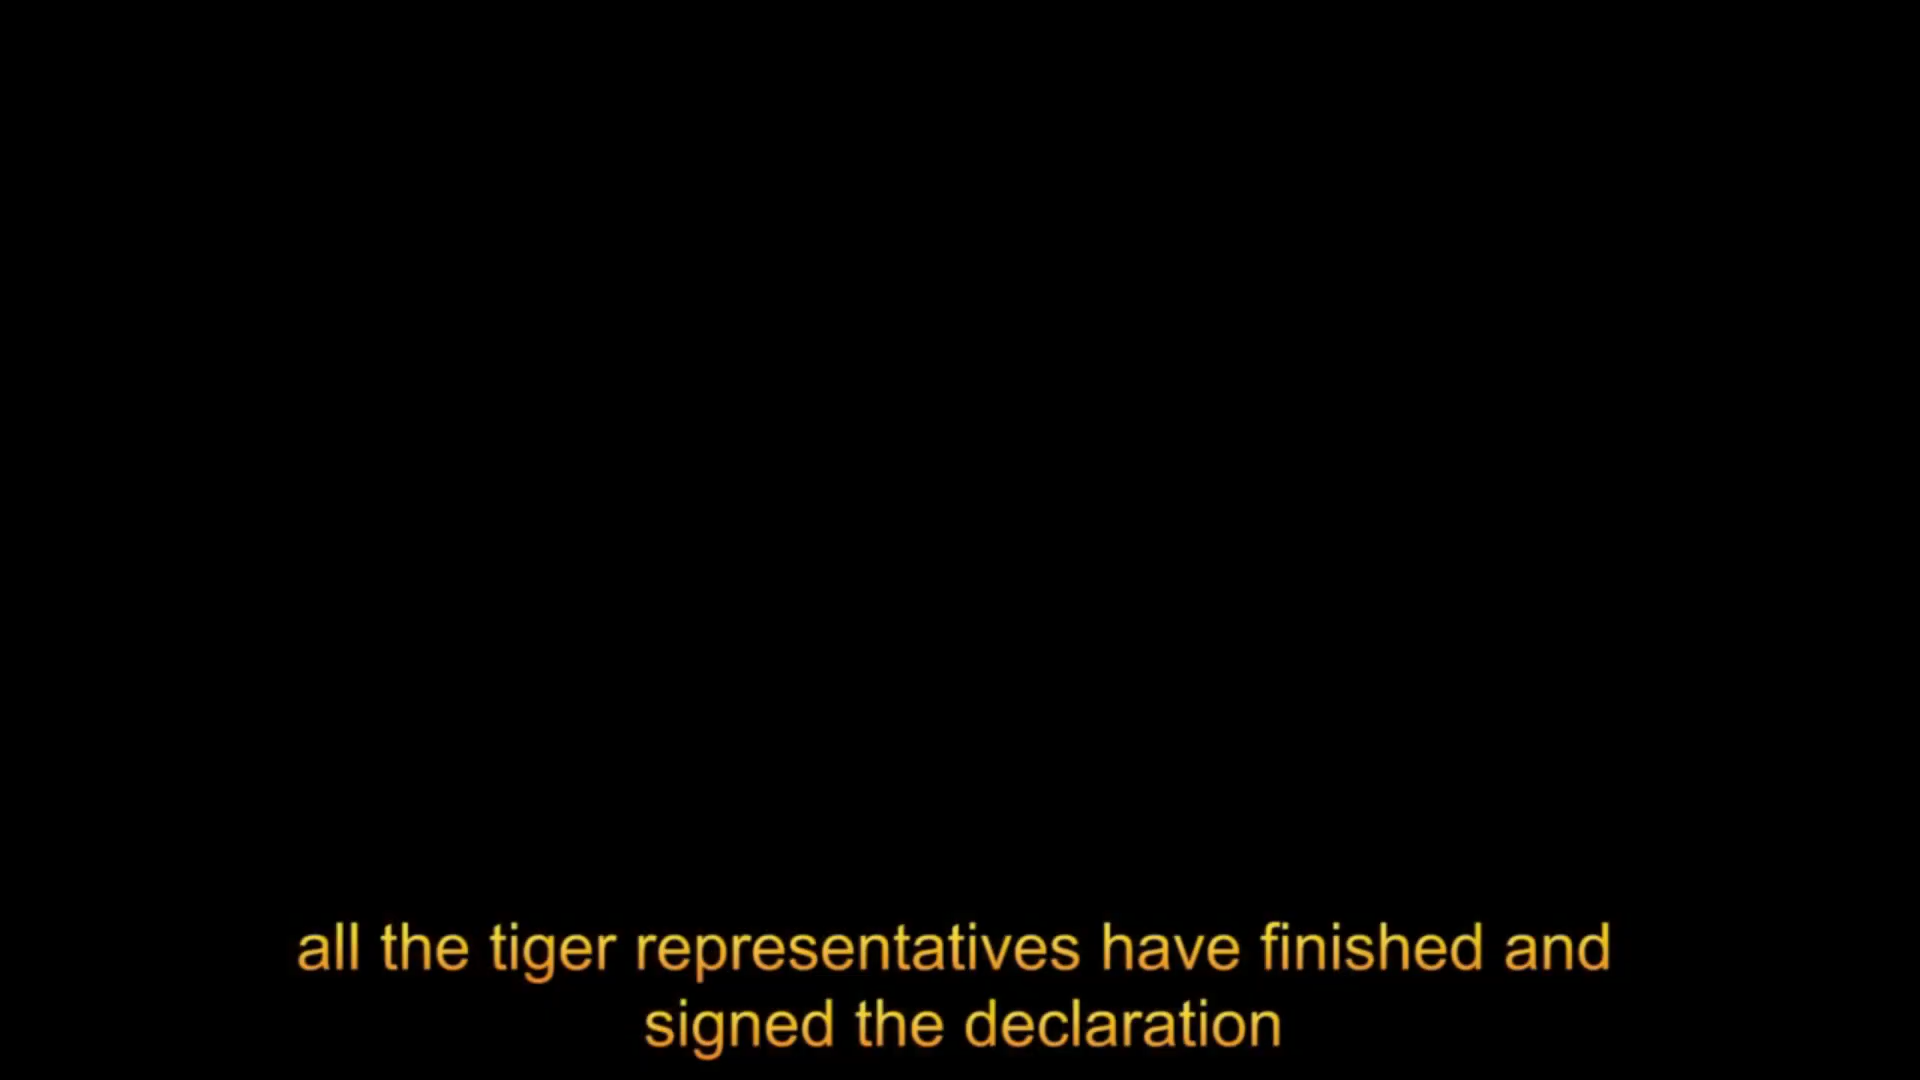 all the tiger representatives have finished and
signed the declaration